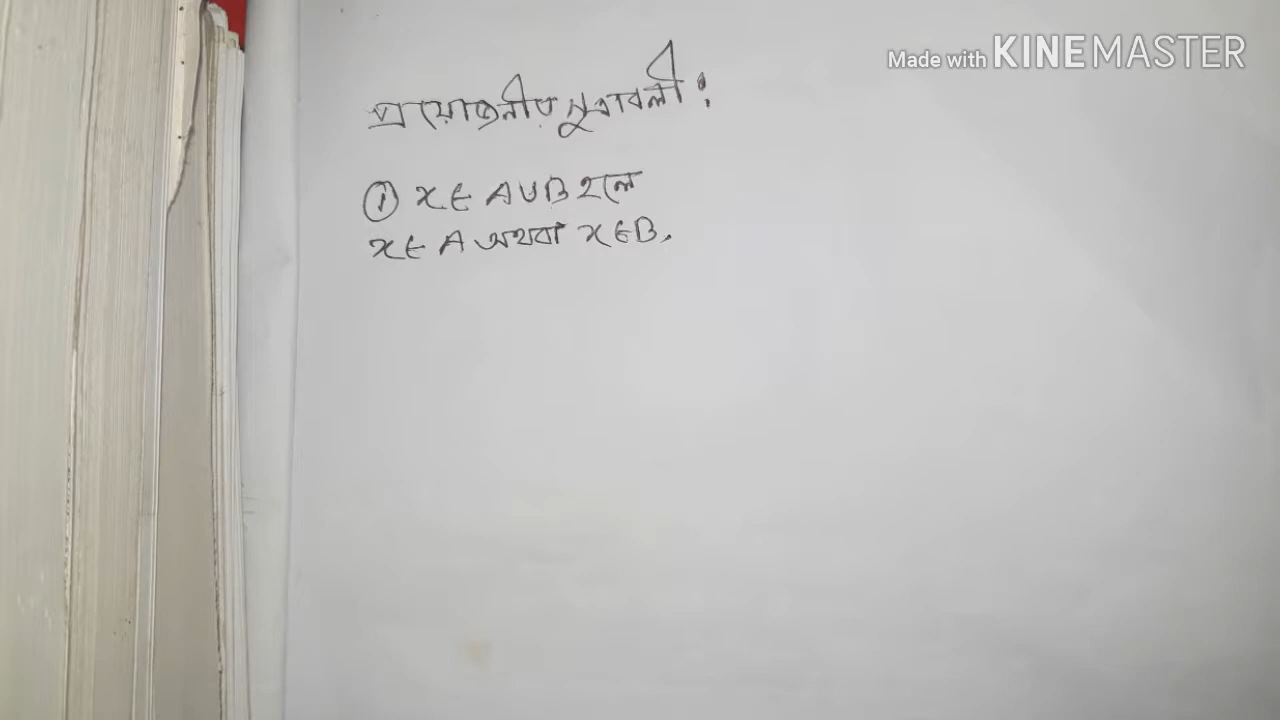 Made with KINEMASTER
প্রয়োজনীয় সুত্রাবলী:
① x ∈ A ∪ B হলে
x ∈ A অথবা x ∈ B.